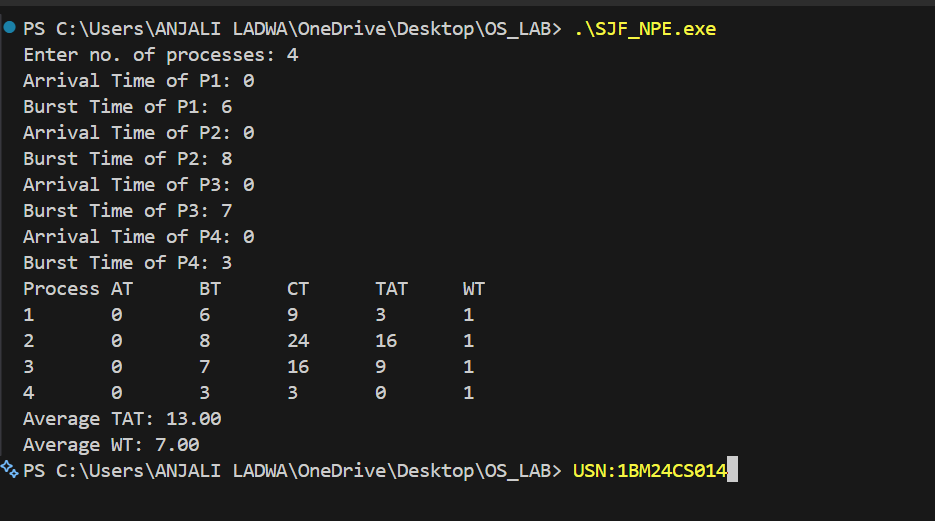 PS C:\Users\ANJALI LADWA\OneDrive\Desktop\OS_LAB> .\SJF_NPE.exe
Enter no. of processes: 4
Arrival Time of P1: 0
Burst Time of P1: 6
Arrival Time of P2: 0
Burst Time of P2: 8
Arrival Time of P3: 0
Burst Time of P3: 7
Arrival Time of P4: 0
Burst Time of P4: 3
Process AT      BT      CT      TAT     WT
1       0       6       9       3       1
2       0       8       24      16      1
3       0       7       16      9       1
4       0       3       3       0       1
Average TAT: 13.00
Average WT: 7.00
PS C:\Users\ANJALI LADWA\OneDrive\Desktop\OS_LAB> USN:1BM24CS014